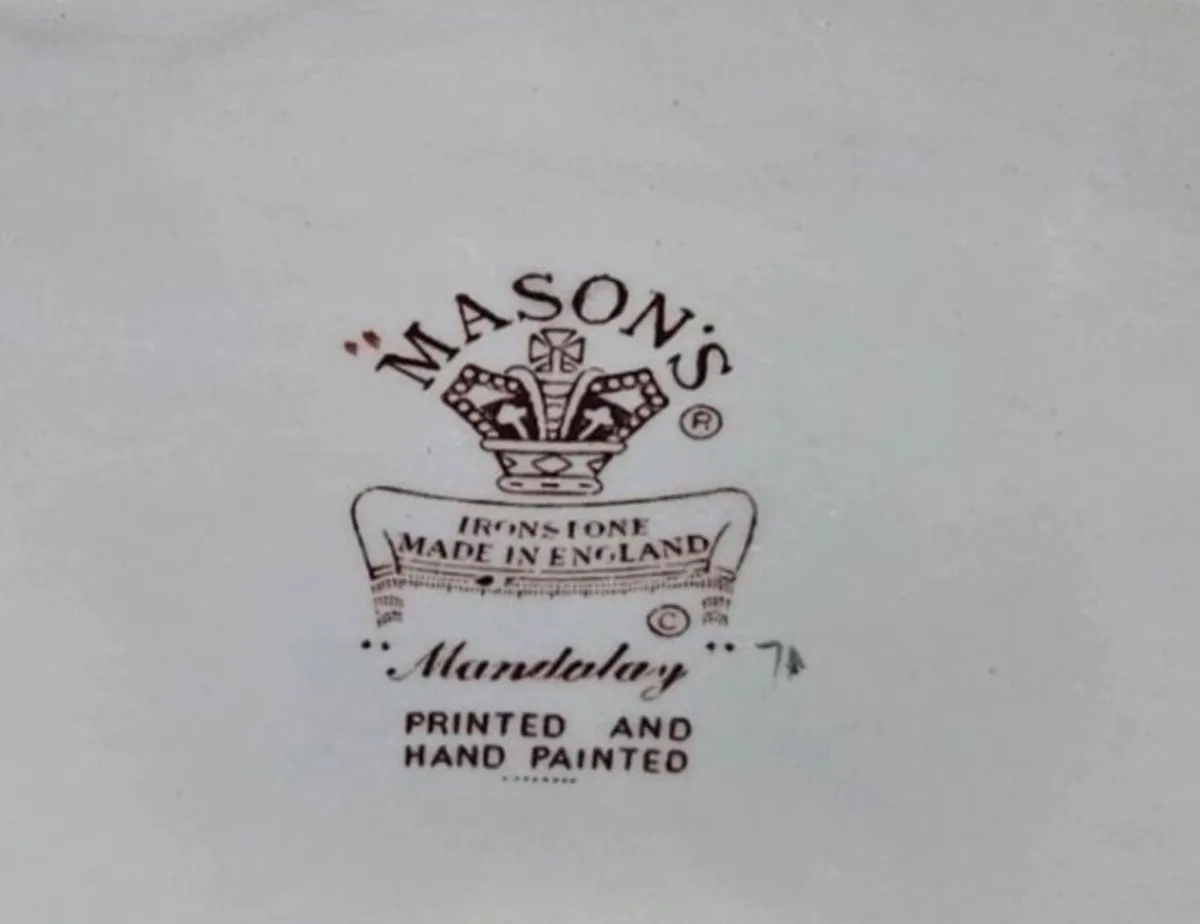 MASON'S
®
IRONSTONE
MADE IN ENGLAND
©
"Mandalay"
PRINTED AND
HAND PAINTED